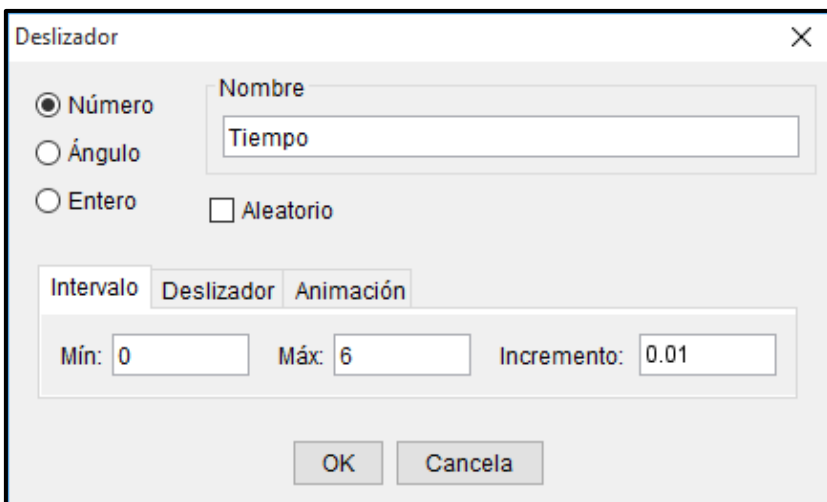 Deslizador
Número
Ángulo
Entero
Nombre
Tiempo
Aleatorio
Intervalo Deslizador Animación
Mín: 0 Máx: 6 Incremento: 0.01
OK Cancela